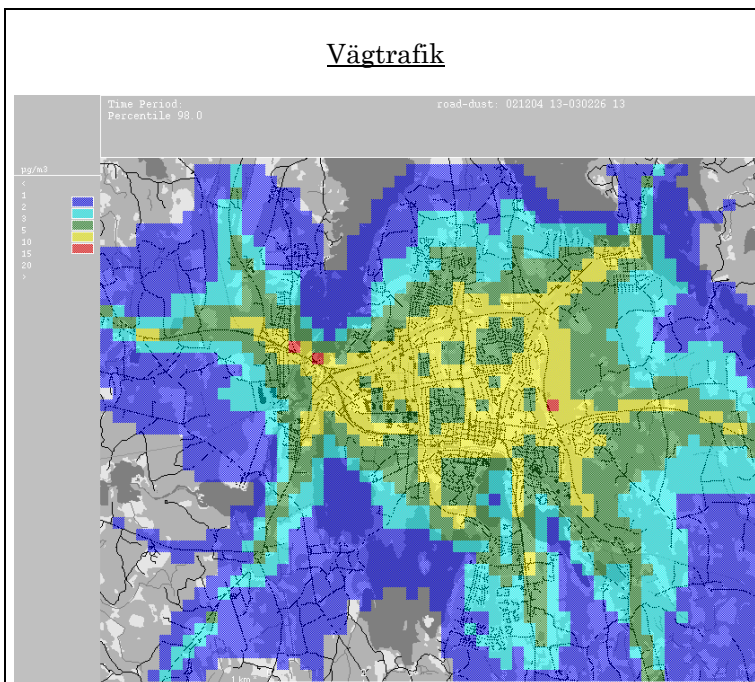 Vägtrafik
Time Period: road-dust: 021204 13-030226 13
Percentile 98.0
µg/m3
<
1
2
3
5
10
15
20
>
1 km